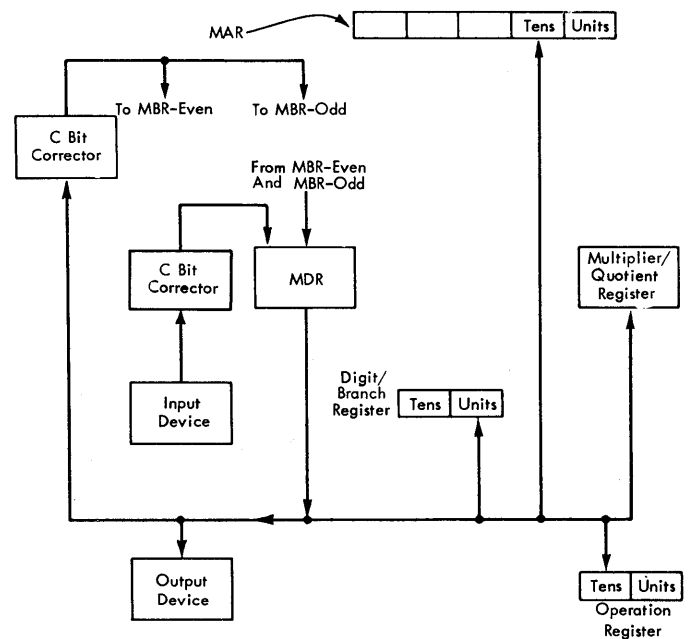 MAR
Tens Units
To MBR-Even To MBR-Odd
C Bit
Corrector
From MBR-Even
And MBR-Odd
C Bit
Corrector
MDR
Multiplier/
Quotient
Register
Digit/
Branch
Register
Tens Units
Input
Device
Output
Device
Tens Units
Operation
Register